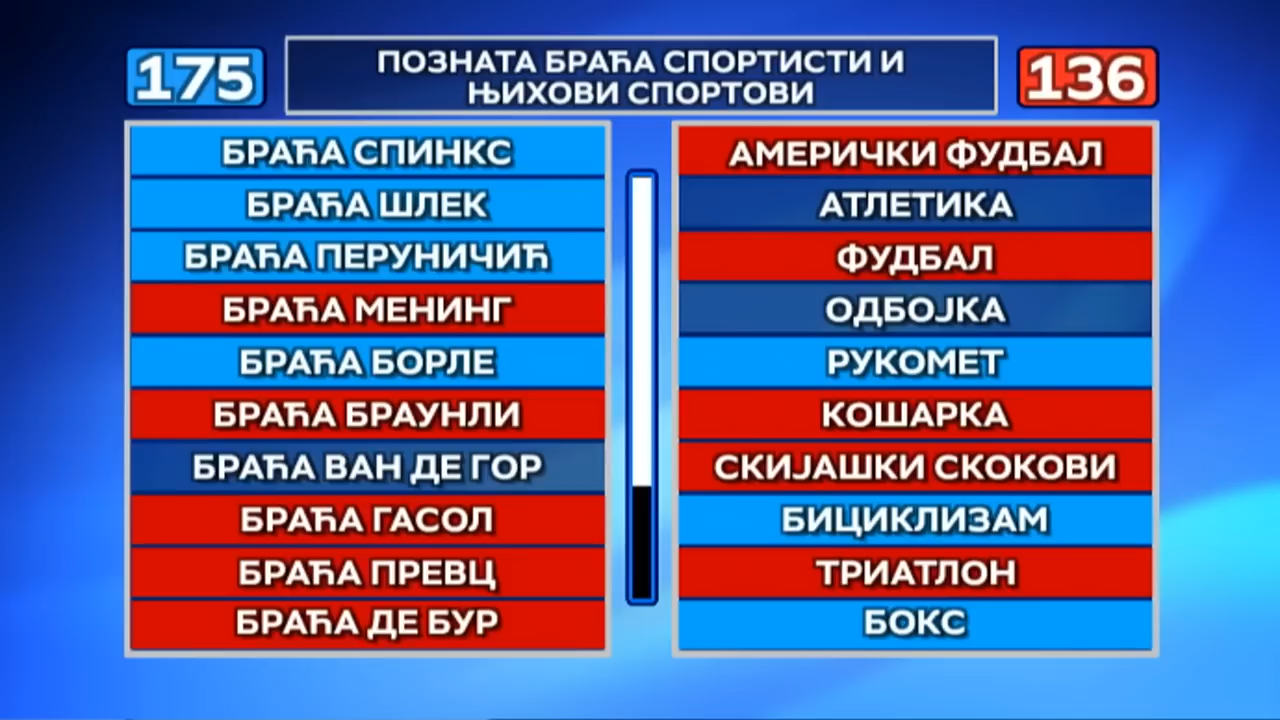 175
ПОЗНАТА БРАЋА СПОРТИСТИ И
ЊИХОВИ СПОРТОВИ
136
БРАЋА СПИНКС
БРАЋА ШЛЕК
БРАЋА ПЕРУНИЧИЋ
БРАЋА МЕНИНГ
БРАЋА БОРЛЕ
БРАЋА БРАУНЛИ
БРАЋА ВАН ДЕ ГОР
БРАЋА ГАСОЛ
БРАЋА ПРЕВЦ
БРАЋА ДЕ БУР
АМЕРИЧКИ ФУДБАЛ
АТЛЕТИКА
ФУДБАЛ
ОДБОЈКА
РУКОМЕТ
КОШАРКА
СКИЈАШКИ СКОКОВИ
БИЦИКЛИЗАМ
ТРИАТЛОН
БОКС